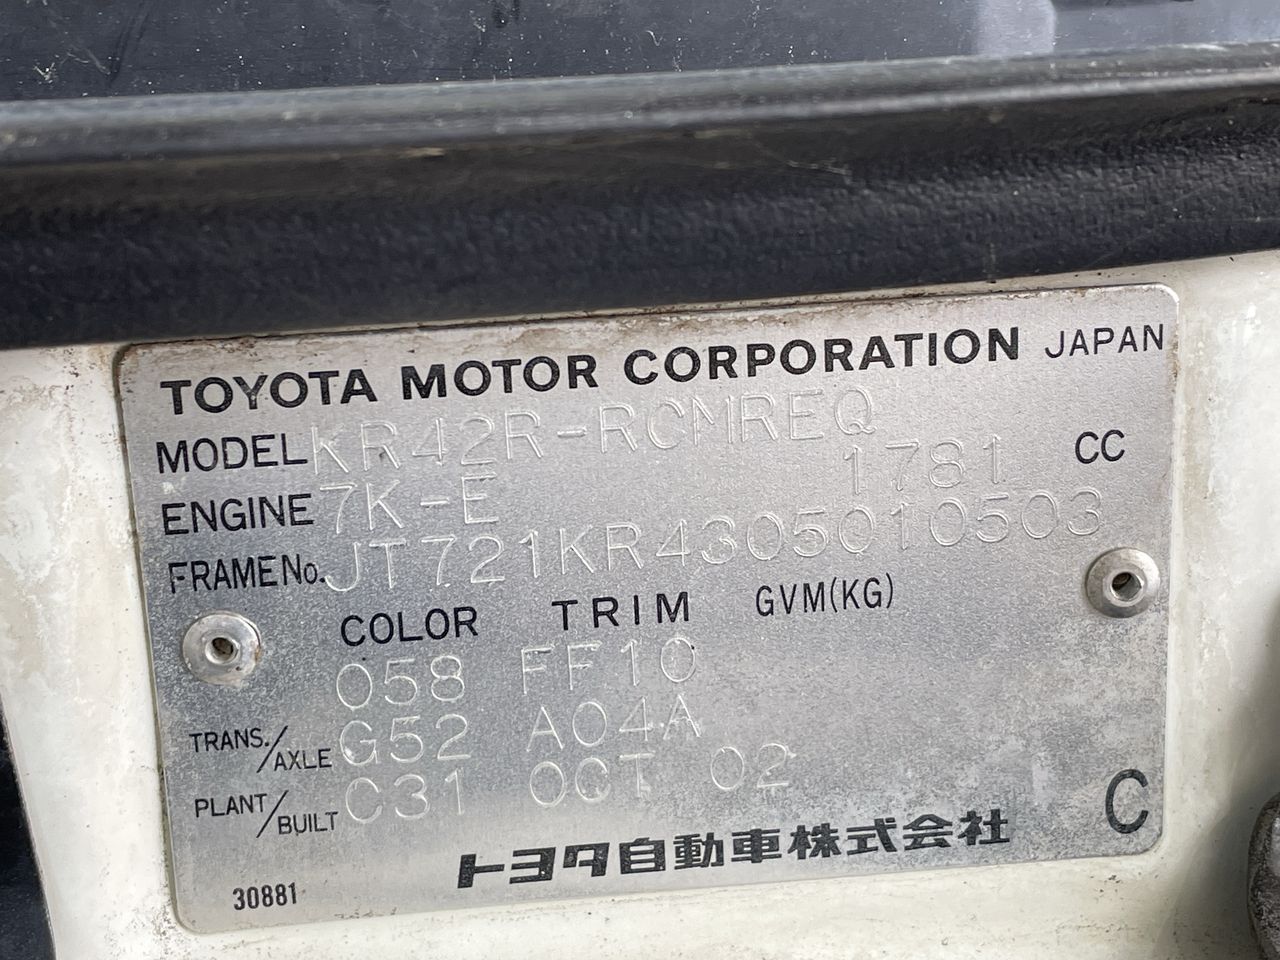 TOYOTA MOTOR CORPORATION JAPAN
MODEL KR42R-RCMREQ
ENGINE 7K-E 1781 CC
FRAME No. JT721KR4305010503
COLOR TRIM GVM(KG)
058 FF10
TRANS./AXLE G52 A04A
PLANT/BUILT C31 OCT 02
C
トヨタ自動車株式会社
30881